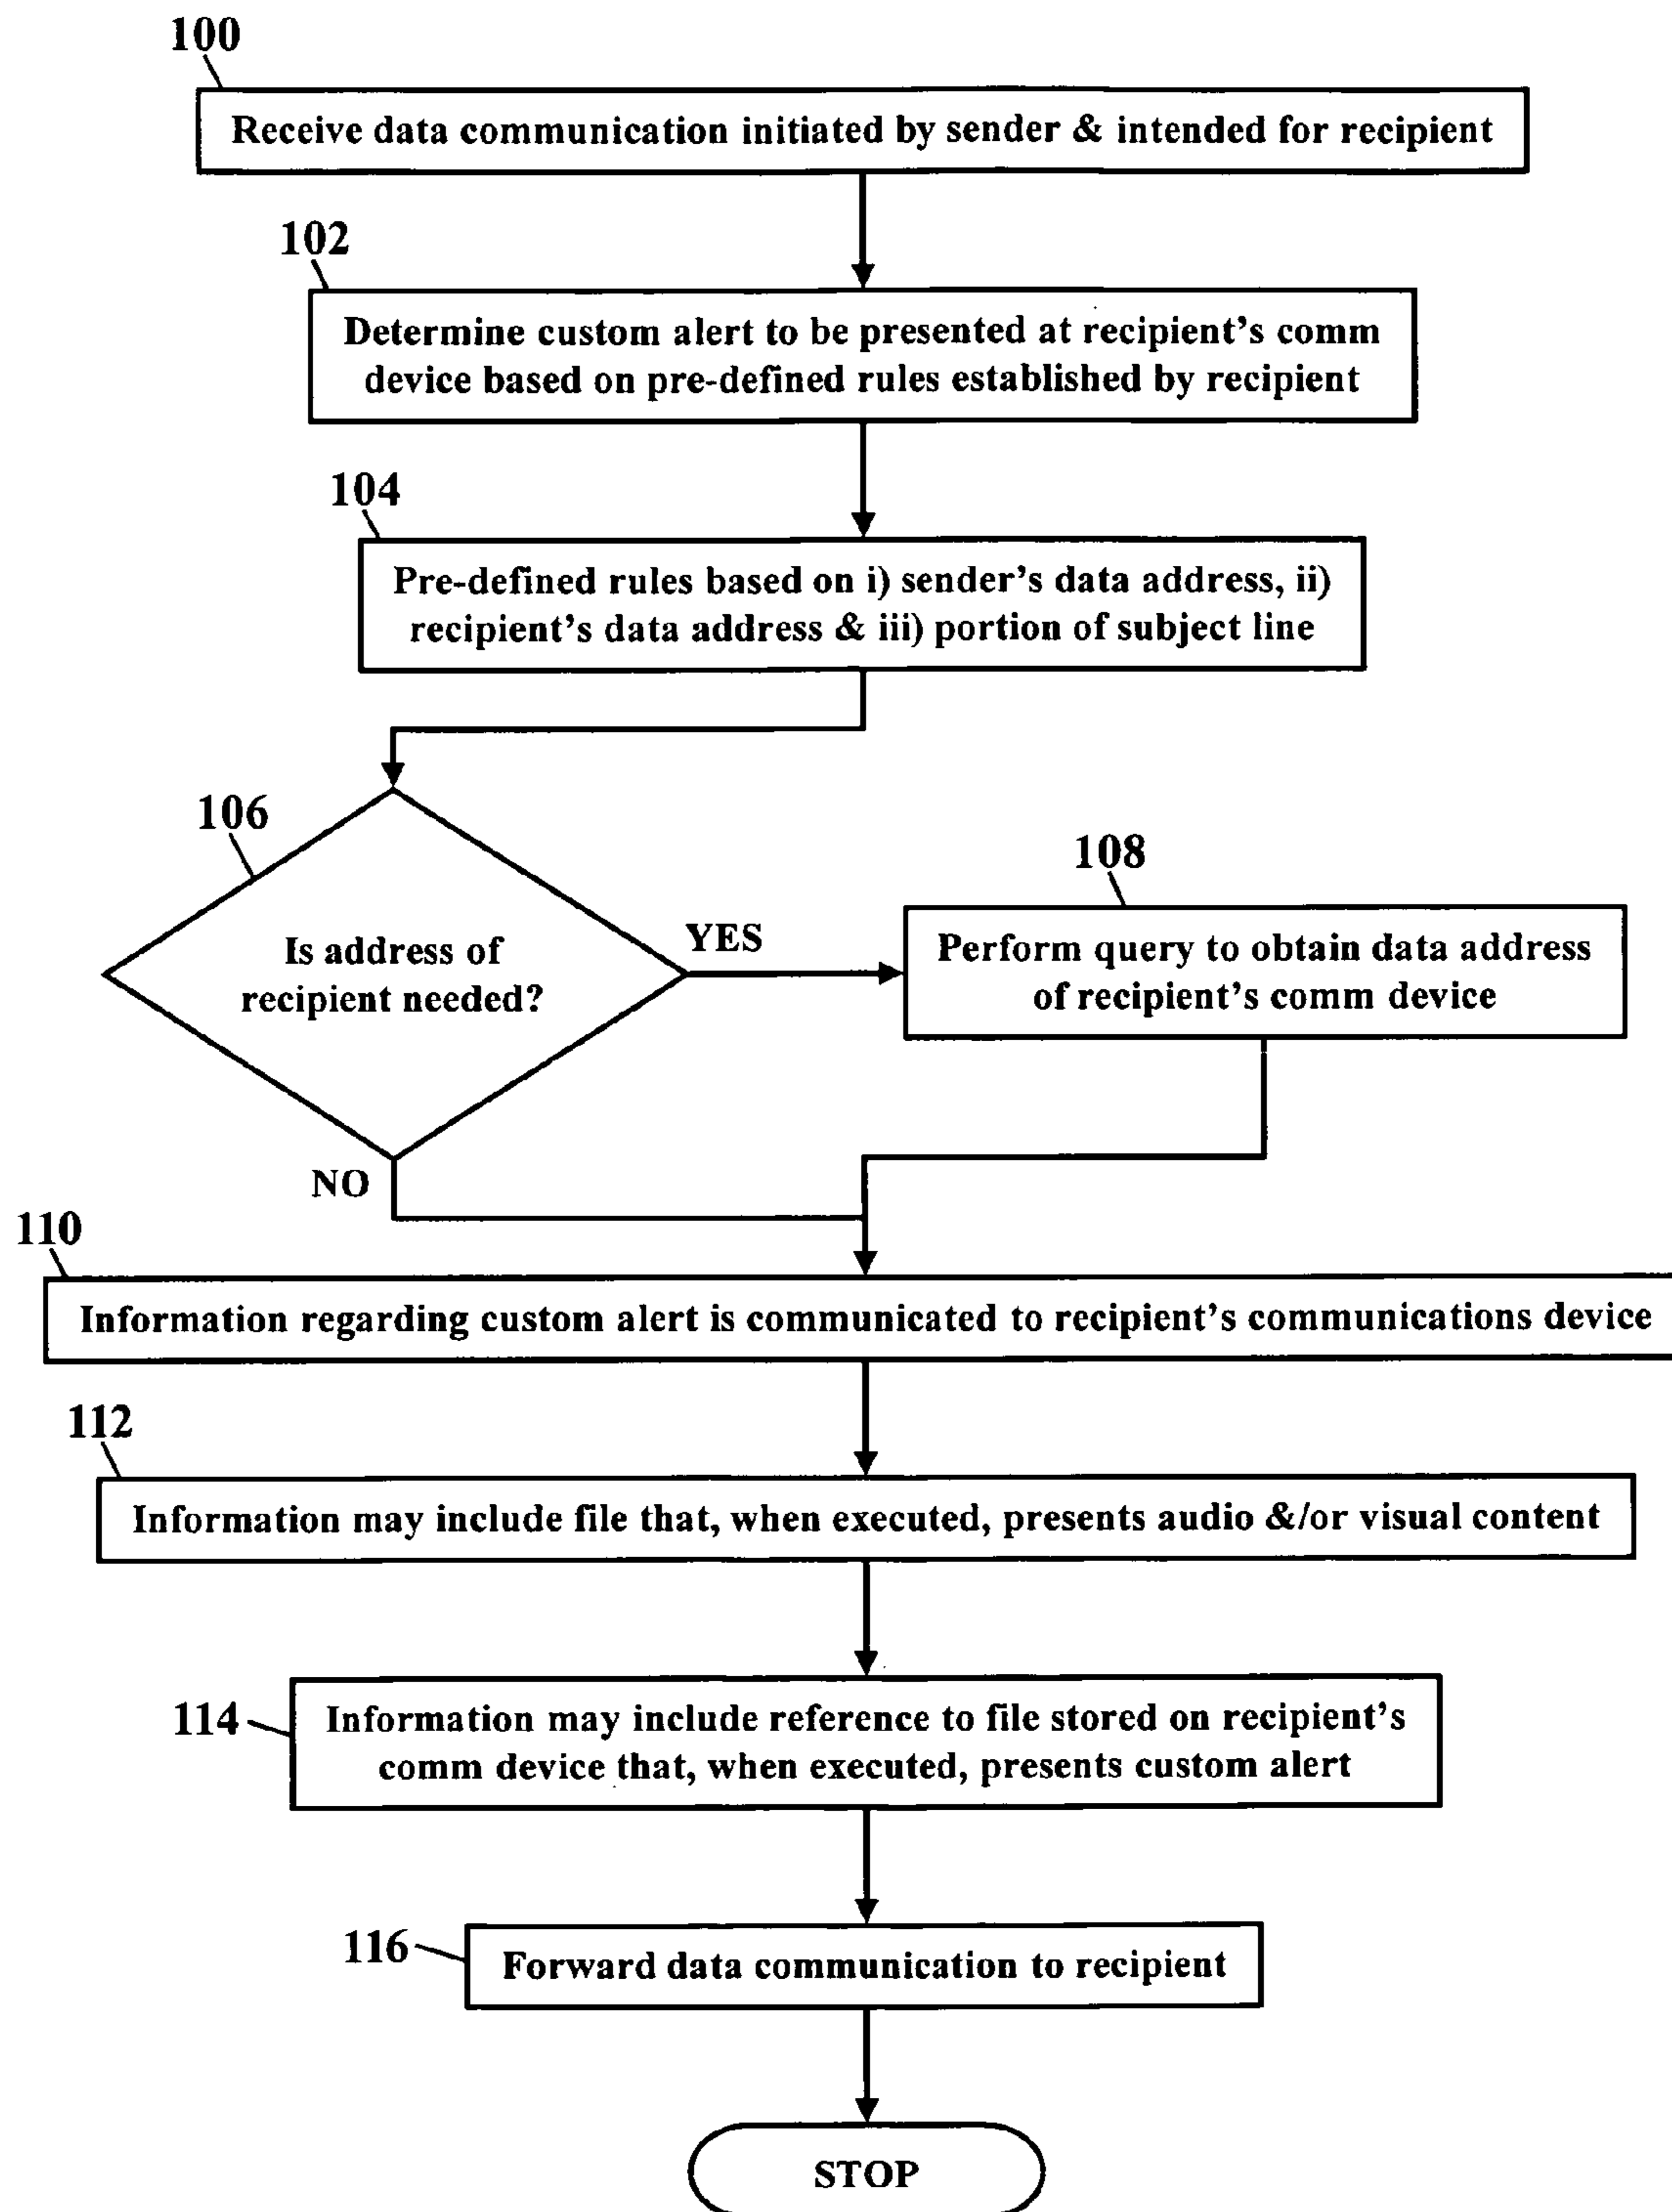 100
Receive data communication initiated by sender & intended for recipient
102
Determine custom alert to be presented at recipient's comm
device based on pre-defined rules established by recipient
104
Pre-defined rules based on i) sender's data address, ii)
recipient's data address & iii) portion of subject line
106
Is address of
recipient needed?
YES
108
Perform query to obtain data address
of recipient's comm device
NO
110
Information regarding custom alert is communicated to recipient's communications device
112
Information may include file that, when executed, presents audio &/or visual content
114
Information may include reference to file stored on recipient's
comm device that, when executed, presents custom alert
116
Forward data communication to recipient
STOP